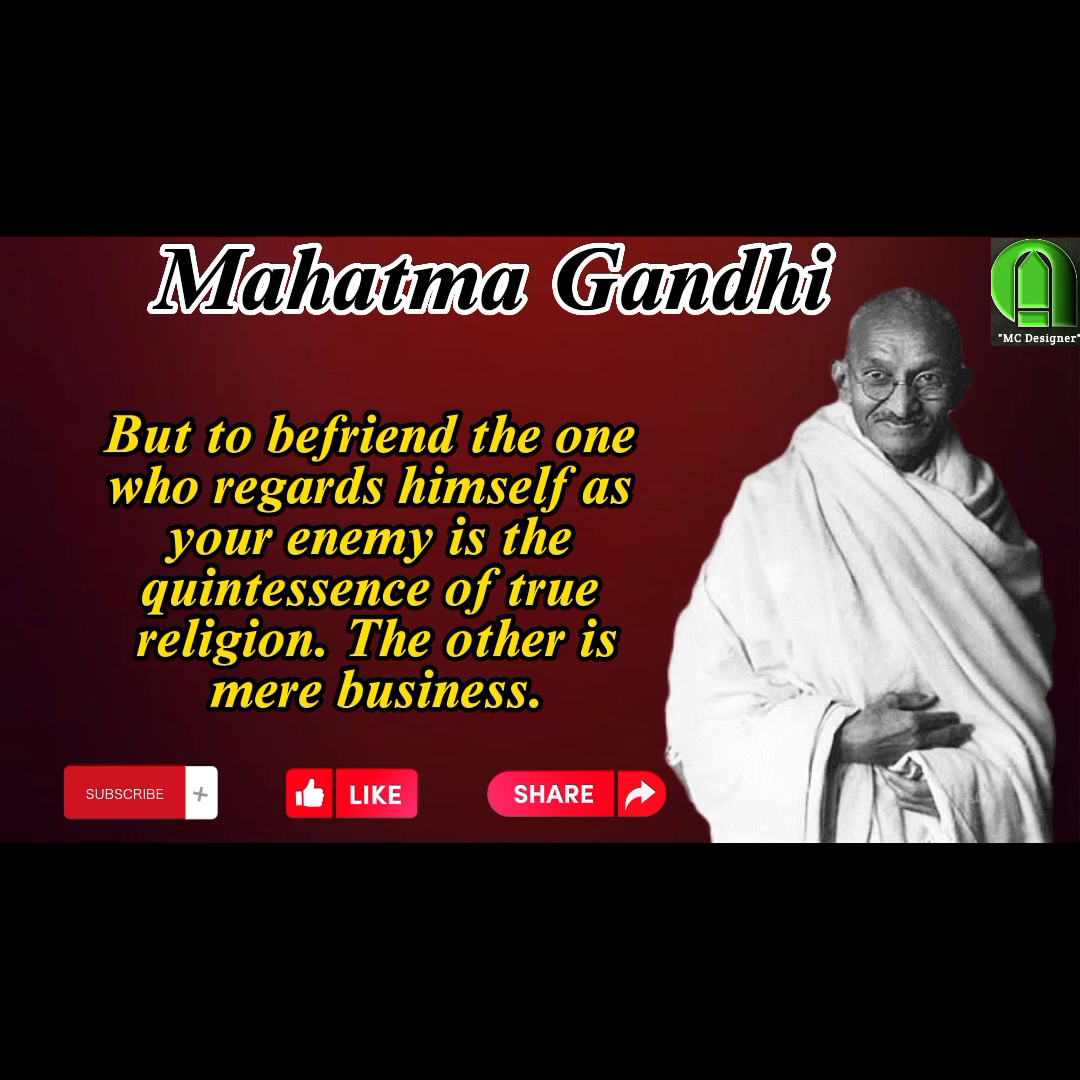 Mahatma Gandhi
"MC Designer"
But to befriend the one
who regards himself as
your enemy is the
quintessence of true
religion. The other is
mere business.
SUBSCRIBE +
LIKE
SHARE